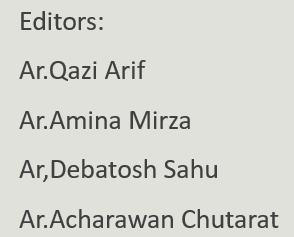 Editors:
Ar.Qazi Arif
Ar.Amina Mirza
Ar,Debatosh Sahu
Ar.Acharawan Chutarat